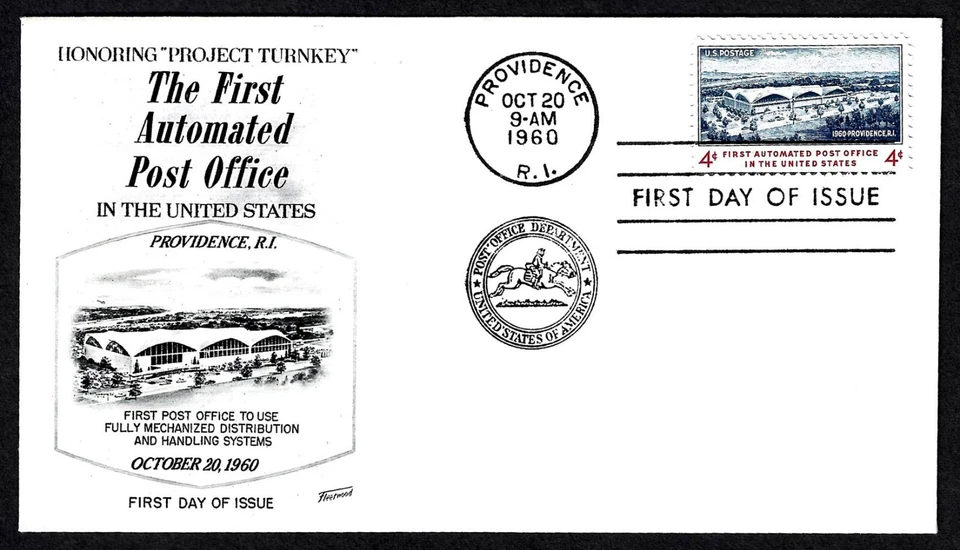 HONORING "PROJECT TURNKEY"
The First
Automated
Post Office
IN THE UNITED STATES
PROVIDENCE, R.I.
FIRST POST OFFICE TO USE
FULLY MECHANIZED DISTRIBUTION
AND HANDLING SYSTEMS
OCTOBER 20, 1960
FIRST DAY OF ISSUE
Fleetwood
PROVIDENCE
OCT 20
9-AM
1960
R.I.
POST OFFICE DEPARTMENT
★ UNITED STATES OF AMERICA ★
U.S. POSTAGE
1960·PROVIDENCE, R.I.
4¢ FIRST AUTOMATED POST OFFICE 4¢
IN THE UNITED STATES
FIRST DAY OF ISSUE